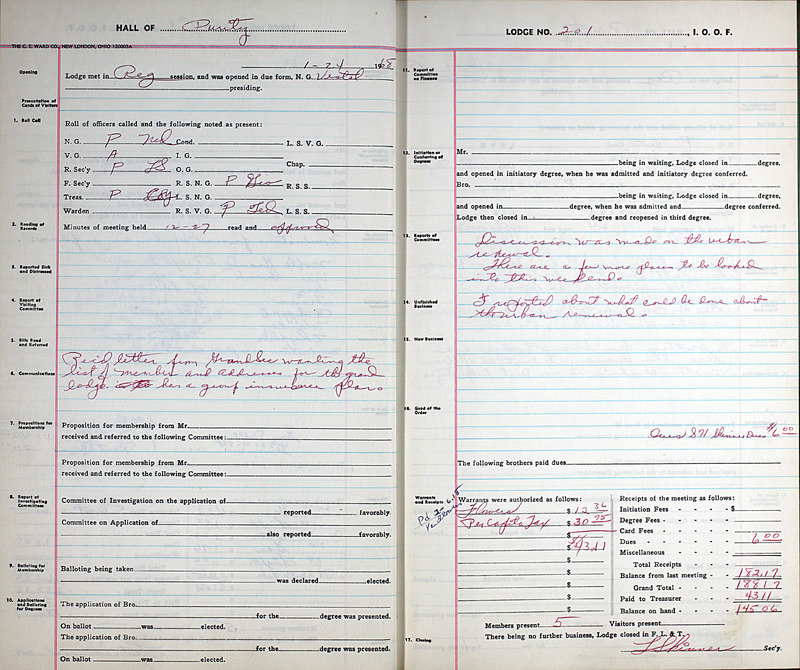 HALL OF Purity
THE C. E. WARD CO., NEW LONDON, OHIO 120003A
1-24 1968
Opening
Lodge met in Reg session, and was opened in due form, N. G. Vestal
presiding.
Presentation of Cards of Visitors
1. Roll Call
Roll of officers called and the following noted as present:
N. G. P Ned Cond. L. S. V. G.
V. G. A I. G. Chap.
R. Sec'y P LS O. G.
F. Sec'y R. S. N. G. P Geo R. S. S.
Treas. P L. S. N. G.
Warden R. S. V. G. P Ted L. S. S.
2. Reading of Records
Minutes of meeting held 12-27 read and approved
3. Reported Sick and Distressed
4. Report of Visiting Committee
5. Bills Read and Referred
6. Communications
Rec'd letter from Grand Sec wanting the
list of member and addresses for the grand
lodge has a group insurance plan.
7. Propositions for Membership
Proposition for membership from Mr.
received and referred to the following Committee:
Proposition for membership from Mr.
received and referred to the following Committee:
8. Report of Investigating Committee
Committee of Investigation on the application of
reported favorably.
Committee on Application of
also reported favorably.
9. Balloting for Membership
Balloting being taken
was declared elected.
10. Applications and Balloting for Degrees
The application of Bro.
for the degree was presented.
On ballot was elected.
The application of Bro.
for the degree was presented.
On ballot was elected.
LODGE NO. 201, I. O. O. F.
11. Report of Committee on Finance
12. Initiation or Conferring of Degrees
Mr.
being in waiting, Lodge closed in degree,
and opened in initiatory degree, when he was admitted and initiatory degree conferred.
Bro.
being in waiting, Lodge closed in degree,
and opened in degree, when he was admitted and degree conferred.
Lodge then closed in degree and reopened in third degree.
13. Reports of Committees
Discussion was made on the urban
renewal.
There are a few more places to be looked
into this weekend.
14. Unfinished Business
I reported about what could be done about
the urban renewal.
15. New Business
16. Good of the Order
Dues S N Skinner Dues $6.00
The following brothers paid dues
Warrants and Receipts
Warrants were authorized as follows:
Flowers $ 12 36
Per Capita Tax $ 30 75
$ 43.11
$
$
$
$
$
$
Receipts of the meeting as follows:
Initiation Fees - - - - $
Degree Fees - - - -
Card Fees - - - -
Dues - - - - 6 00
Miscellaneous - - - -
Total Receipts
Balance from last meeting - - 182.17
Grand Total - - - 188 17
Paid to Treasurer - - - 43 11
Balance on hand - - - 145 06
Members present 5 Visitors present
17. Closing
There being no further business, Lodge closed in F. L. & T.
L Skinner Sec'y.